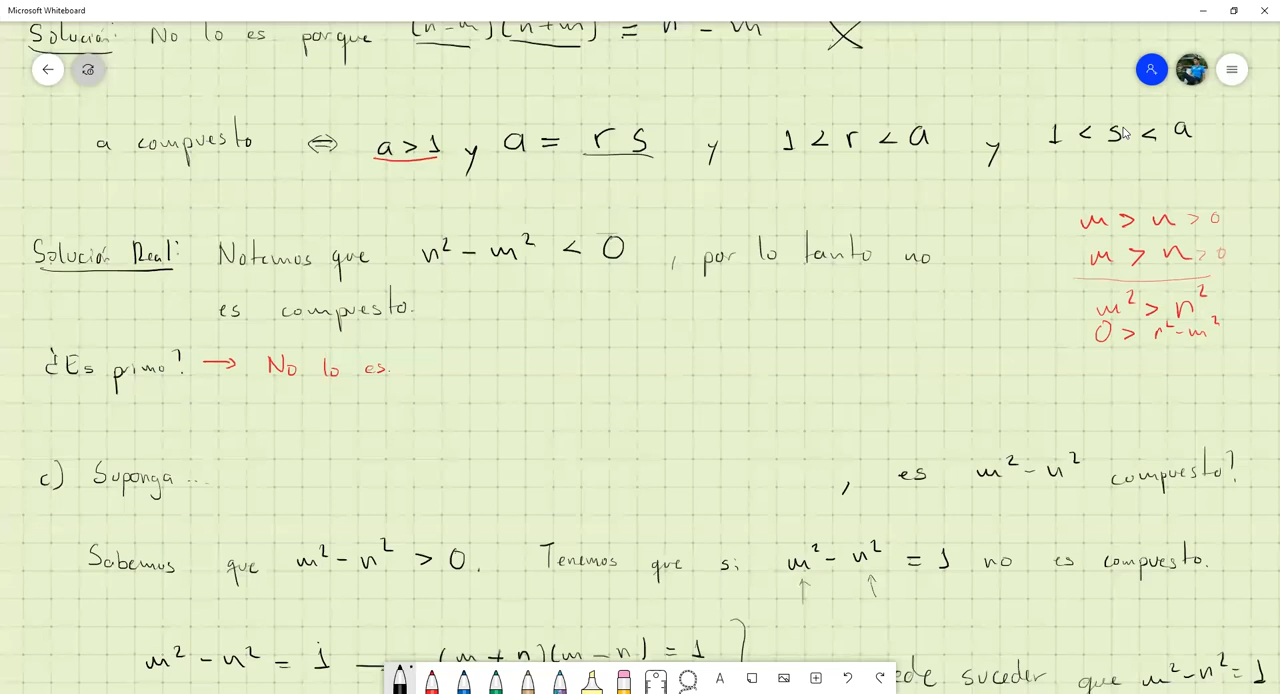 Microsoft Whiteboard
Solución: No lo es porque (n-m)(n+m) = n - m X
a compuesto ⇔ a > 1 y a = r s y 1 < r < a y 1 < s < a
m > n > 0
Solución Real: Notemos que n² - m² < 0, por lo tanto no
m > n > 0
es compuesto.
m² > n²
0 > n² - m²
¿Es primo? → No lo es.
c) Suponga ... , es m² - n² compuesto?
Sabemos que m² - n² > 0. Tenemos que si m² - n² = 1 no es compuesto.
m² - n² = 1 — (m + n)(m - n) = 1
ede suceder que m² - n² = 1